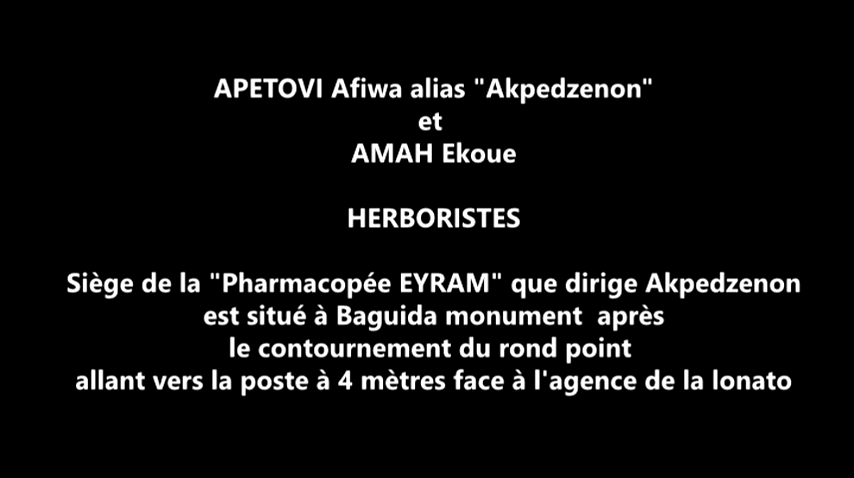 APETOVI Afiwa alias "Akpedzenon"
et
AMAH Ekoue
HERBORISTES
Siège de la "Pharmacopée EYRAM" que dirige Akpedzenon
est situé à Baguida monument  après
le contournement du rond point
allant vers la poste à 4 mètres face à l'agence de la lonato